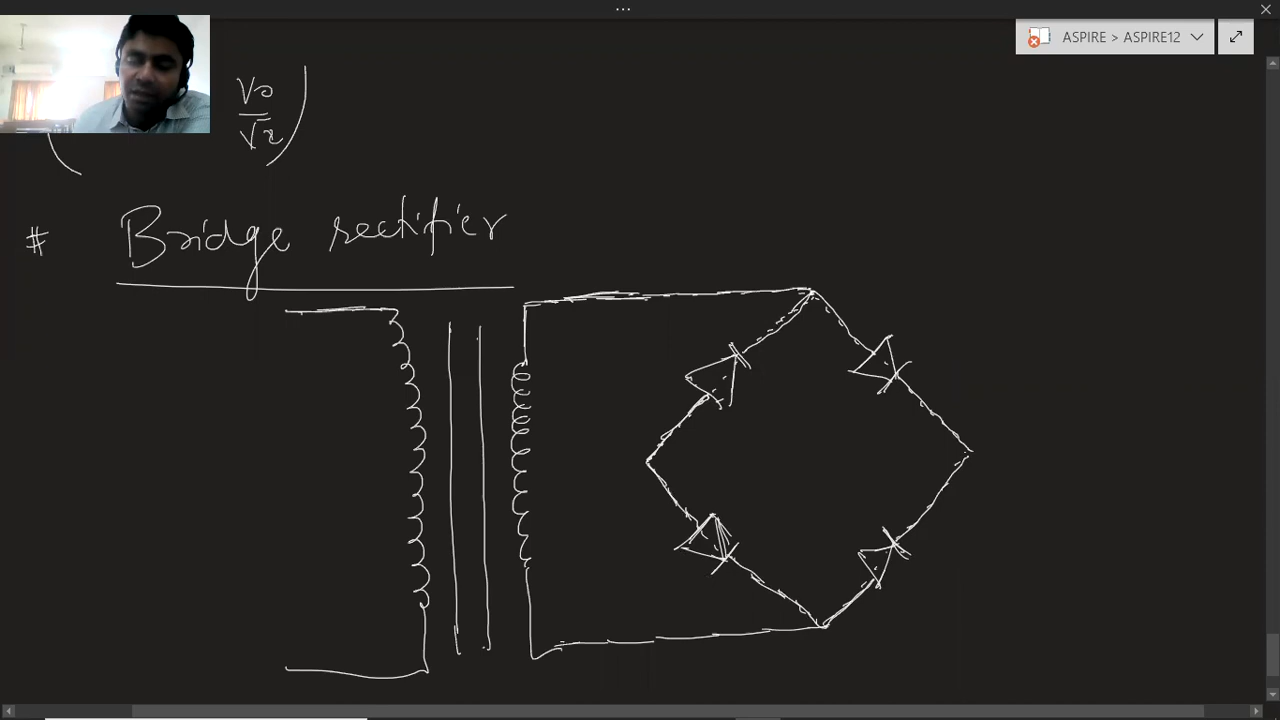 ...
ASPIRE > ASPIRE12
V₀
√2
# Bridge rectifier